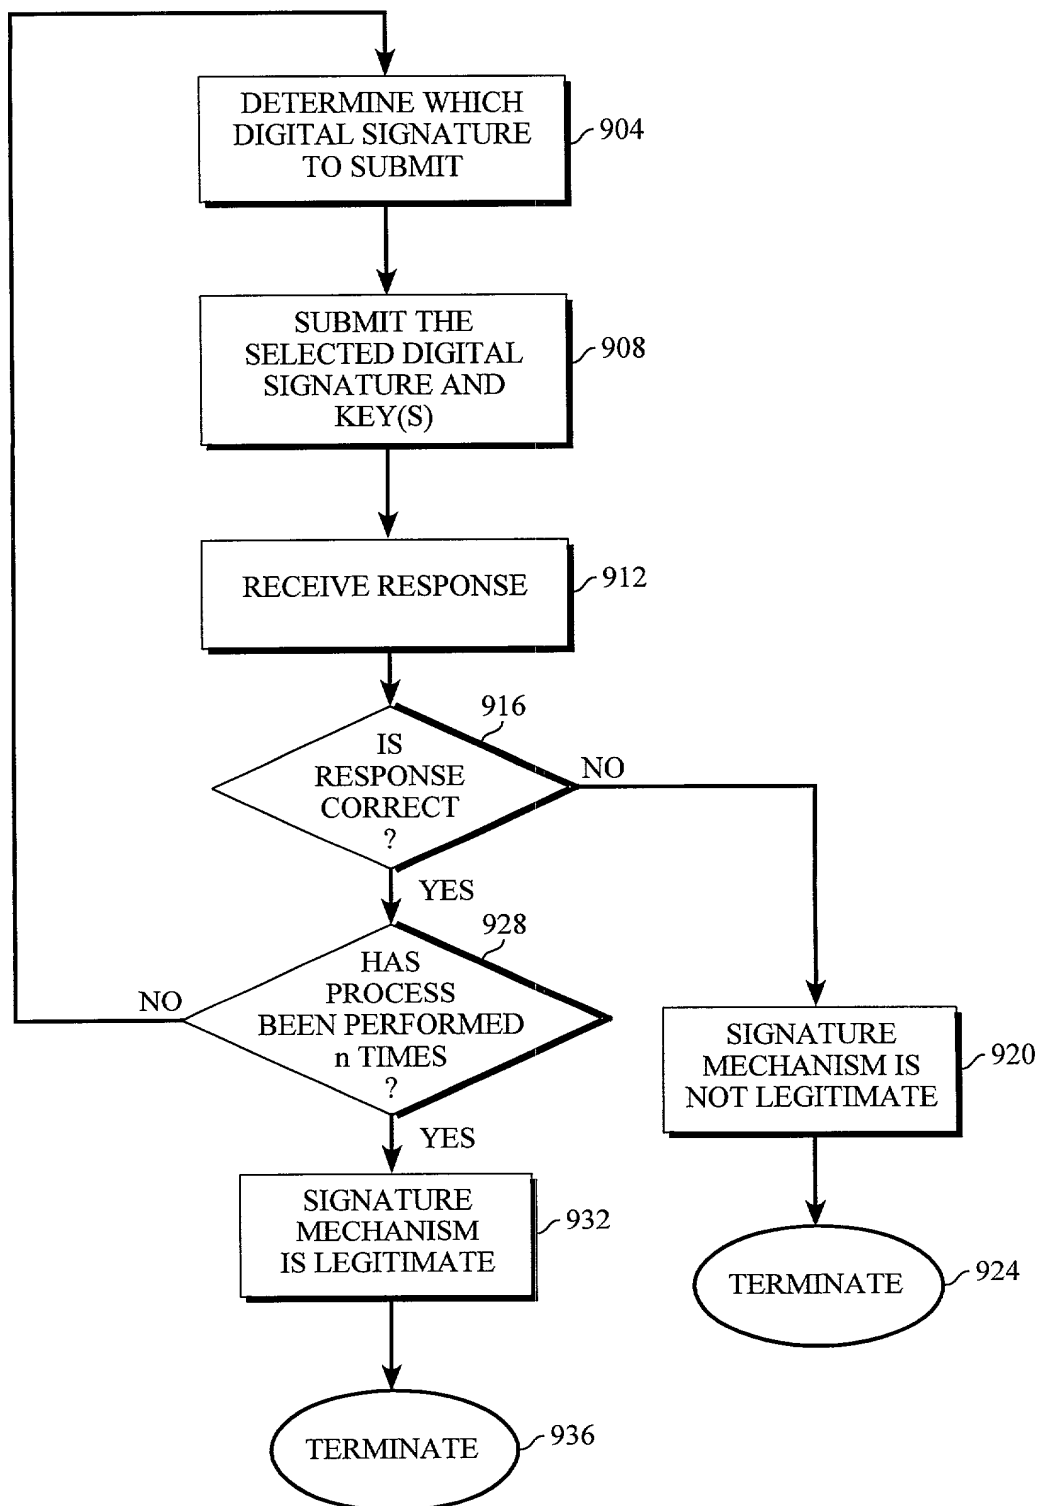 DETERMINE WHICH
DIGITAL SIGNATURE
TO SUBMIT
904
SUBMIT THE
SELECTED DIGITAL
SIGNATURE AND
KEY(S)
908
RECEIVE RESPONSE
912
916
IS
RESPONSE
CORRECT
?
NO
YES
928
HAS
PROCESS
BEEN PERFORMED
n TIMES
?
NO
YES
SIGNATURE
MECHANISM IS
NOT LEGITIMATE
920
SIGNATURE
MECHANISM
IS LEGITIMATE
932
TERMINATE
924
TERMINATE
936